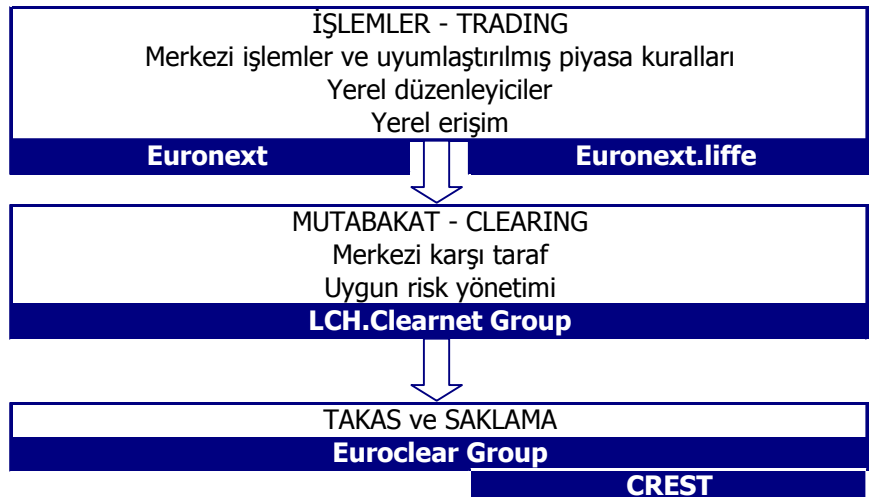 İŞLEMLER - TRADING
Merkezi işlemler ve uyumlaştırılmış piyasa kuralları
Yerel düzenleyiciler
Yerel erişim
Euronext
Euronext.liffe
MUTABAKAT - CLEARING
Merkezi karşı taraf
Uygun risk yönetimi
LCH.Clearnet Group
TAKAS ve SAKLAMA
Euroclear Group
CREST